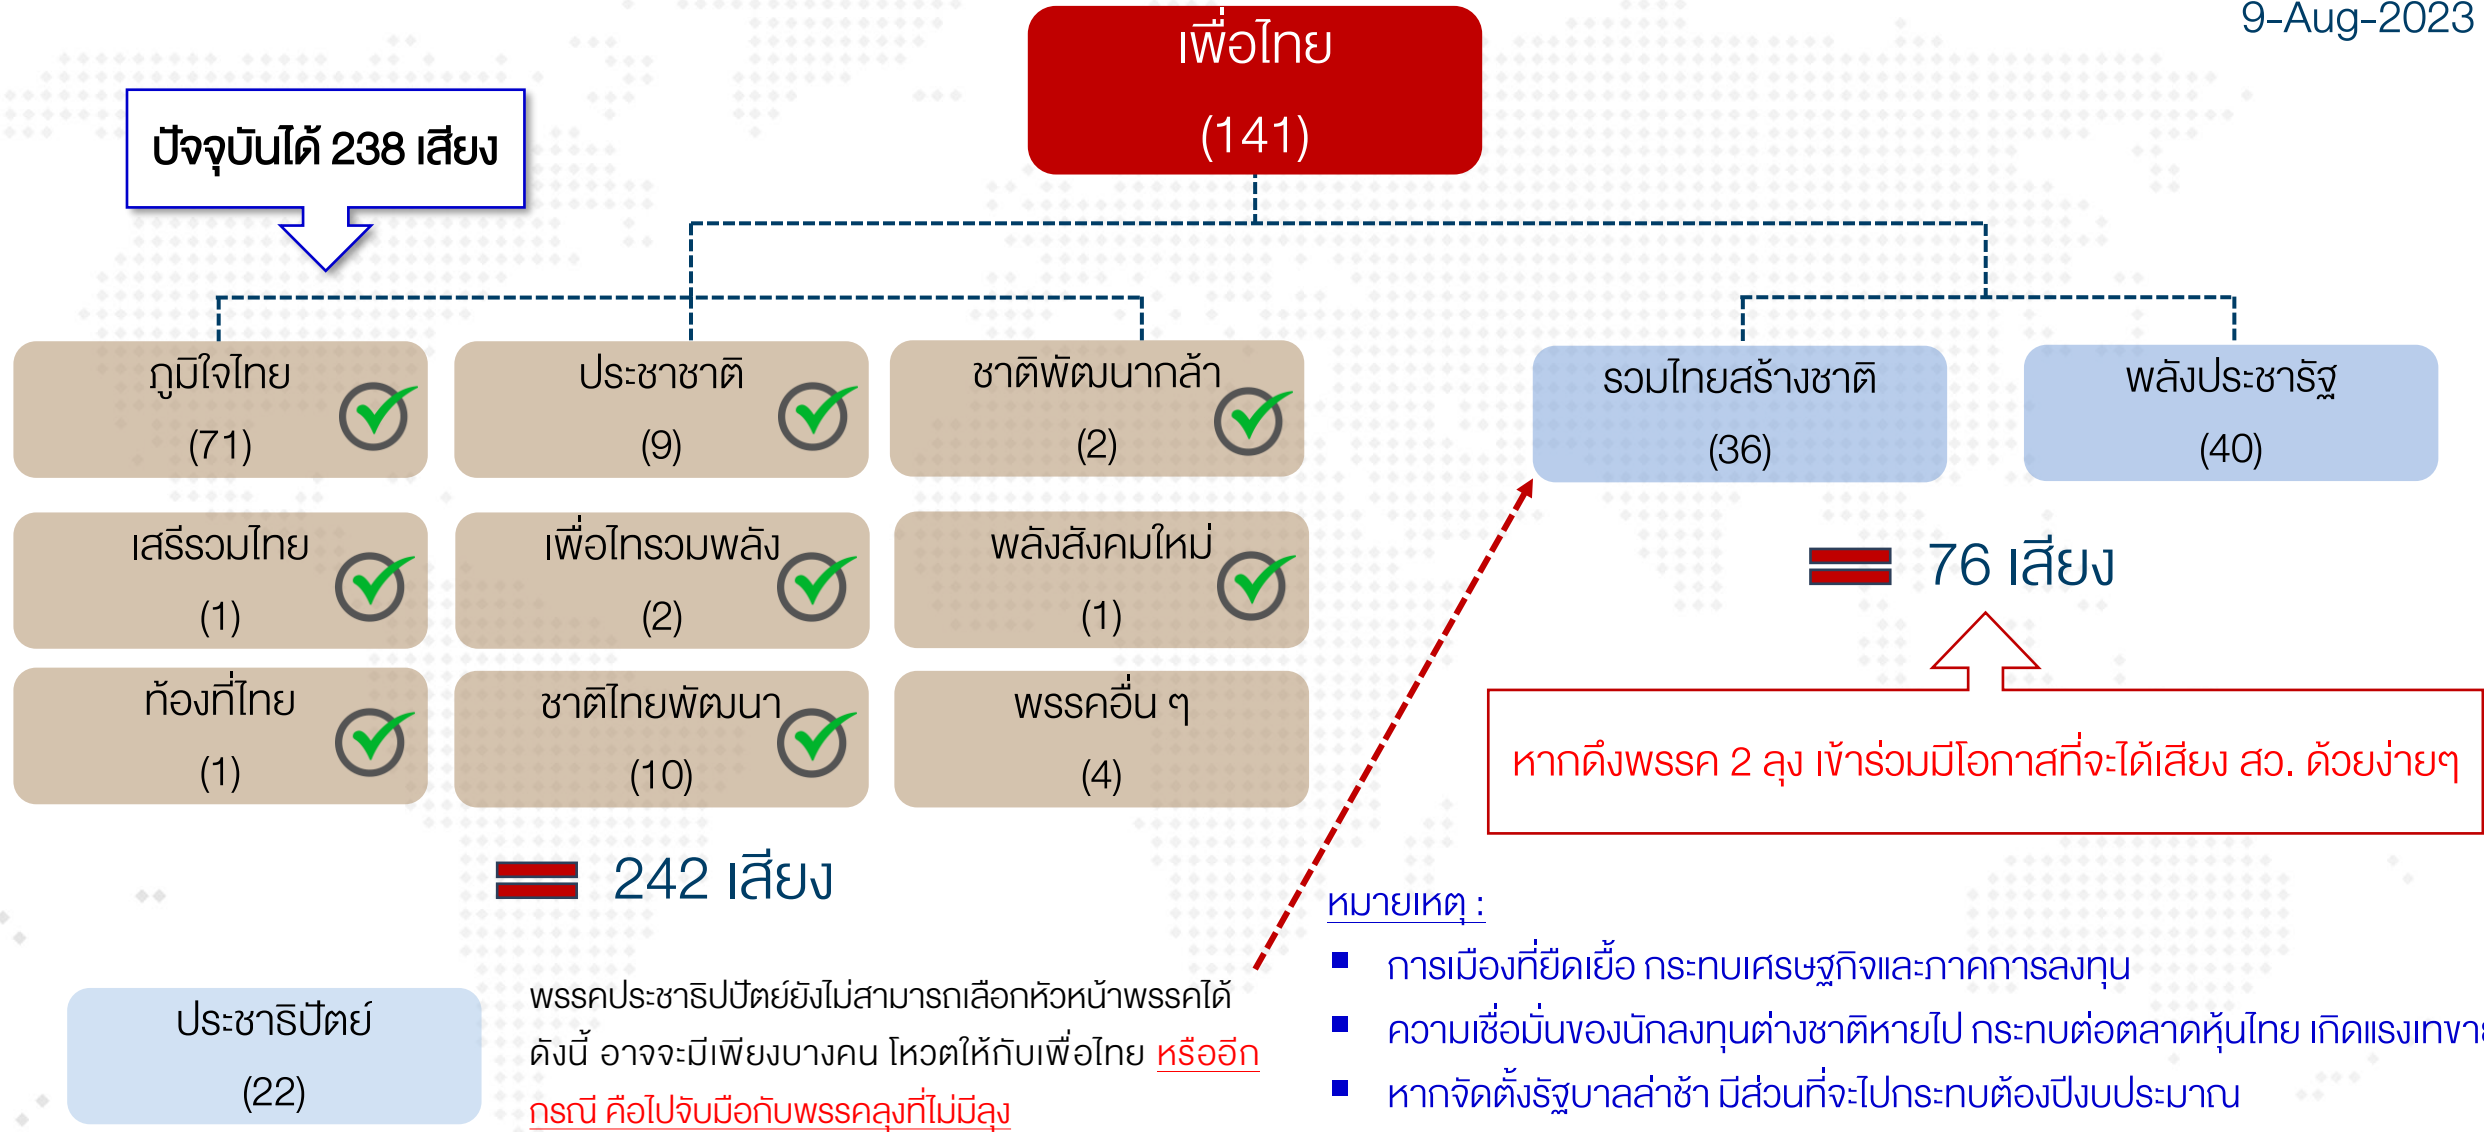 9-Aug-2023
เพื่อไทย
(141)
ปัจจุบันได้ 238 เสียง
ภูมิใจไทย
(71)
ประชาชาติ
(9)
ชาติพัฒนากล้า
(2)
รวมไทยสร้างชาติ
(36)
พลังประชารัฐ
(40)
เสรีรวมไทย
(1)
เพื่อไทรวมพลัง
(2)
พลังสังคมใหม่
(1)
76 เสียง
ท้องที่ไทย
(1)
ชาติไทยพัฒนา
(10)
พรรคอื่น ๆ
(4)
หากดึงพรรค 2 ลุง เข้าร่วมมีโอกาสที่จะได้เสียง สว. ด้วยง่ายๆ
242 เสียง
ประชาธิปัตย์
(22)
พรรคประชาธิปปัตย์ยังไม่สามารถเลือกหัวหน้าพรรคได้
ดังนี้ อาจจะมีเพียงบางคน โหวตให้กับเพื่อไทย หรืออีก
กรณี คือไปจับมือกับพรรคลุงที่ไม่มีลุง
หมายเหตุ :
▪ การเมืองที่ยืดเยื้อ กระทบเศรษฐกิจและภาคการลงทุน
▪ ความเชื่อมั่นของนักลงทุนต่างชาติหายไป กระทบต่อตลาดหุ้นไทย เกิดแรงเทขาย
▪ หากจัดตั้งรัฐบาลล่าช้า มีส่วนที่จะไปกระทบต้องปีงบประมาณ